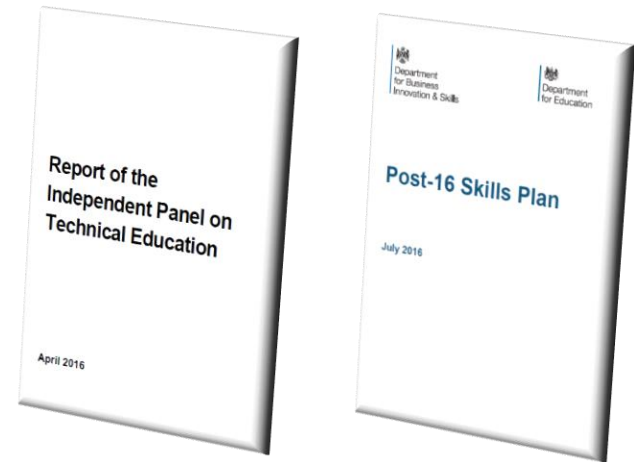 Report of the
Independent Panel on
Technical Education
April 2016
Department
for Business
Innovation & Skills
Department
for Education
Post-16 Skills Plan
July 2016